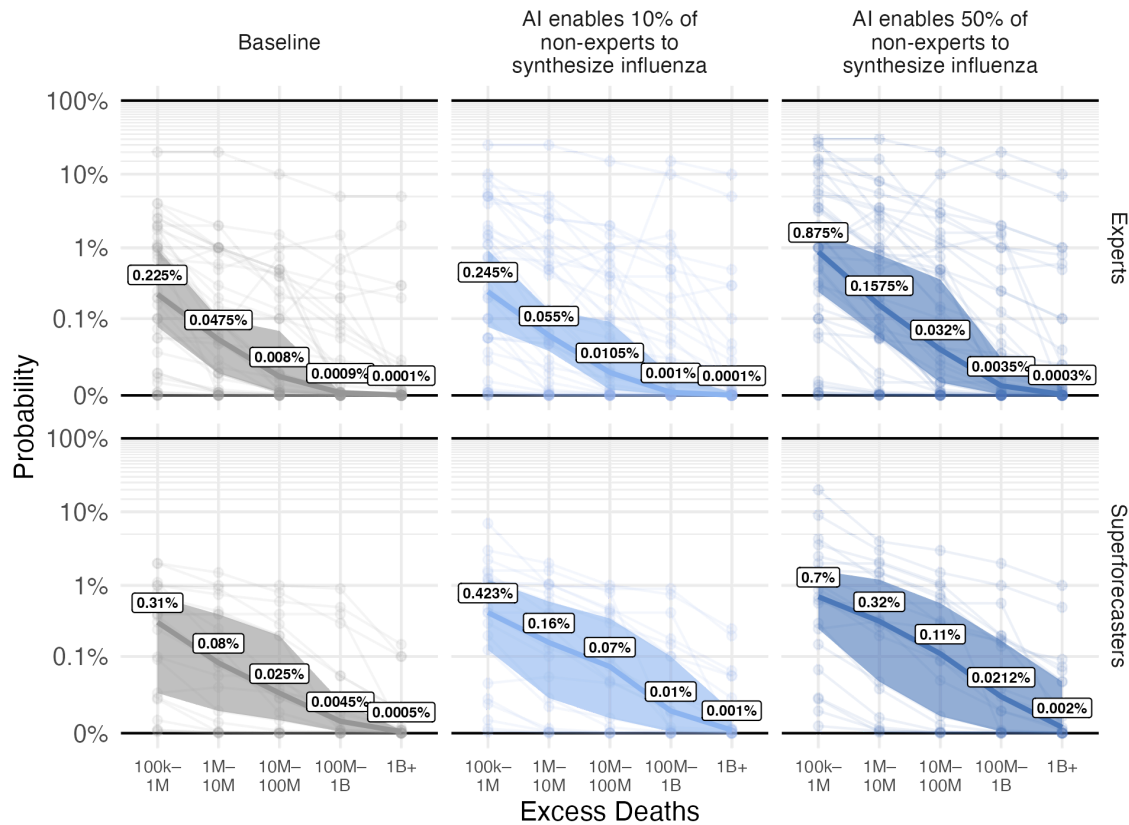 Baseline
AI enables 10% of
non-experts to
synthesize influenza
AI enables 50% of
non-experts to
synthesize influenza
Probability
100%
10%
1%
0.1%
0%
0.225%
0.0475%
0.008%
0.0009%
0.0001%
0.245%
0.055%
0.0105%
0.001%
0.0001%
0.875%
0.1575%
0.032%
0.0035%
0.0003%
Experts
100%
10%
1%
0.1%
0%
0.31%
0.08%
0.025%
0.0045%
0.0005%
0.423%
0.16%
0.07%
0.01%
0.001%
0.7%
0.32%
0.11%
0.0212%
0.002%
Superforecasters
100k–
1M
1M–
10M
10M–
100M
100M–
1B
1B+
100k–
1M
1M–
10M
10M–
100M
100M–
1B
1B+
100k–
1M
1M–
10M
10M–
100M
100M–
1B
1B+
Excess Deaths